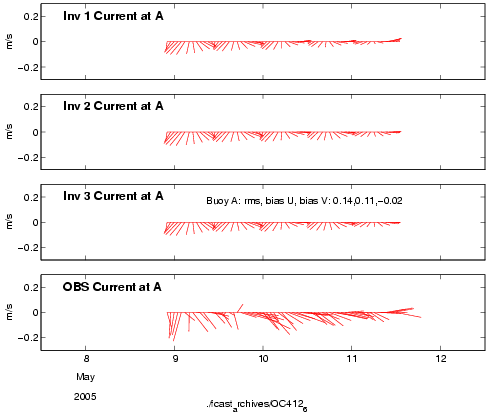 Inv 1 Current at A
0.2
0
−0.2
m/s
Inv 2 Current at A
0.2
0
−0.2
m/s
Inv 3 Current at A
Buoy A: rms, bias U, bias V: 0.14,0.11,−0.02
0.2
0
−0.2
m/s
OBS Current at A
0.2
0
−0.2
m/s
8 9 10 11 12
May
2005
../fcast_archives/OC412_6